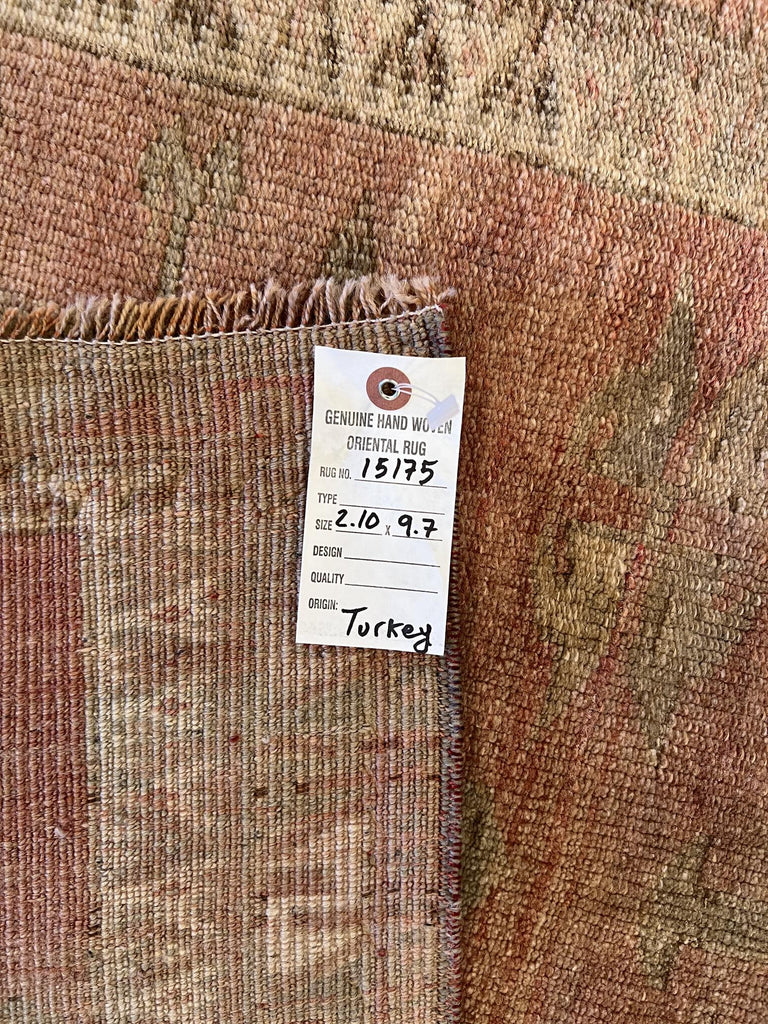 GENUINE HAND WOVEN
ORIENTAL RUG
RUG NO. 15175
TYPE
SIZE 2.10 X 9.7
DESIGN
QUALITY
ORIGIN: Turkey